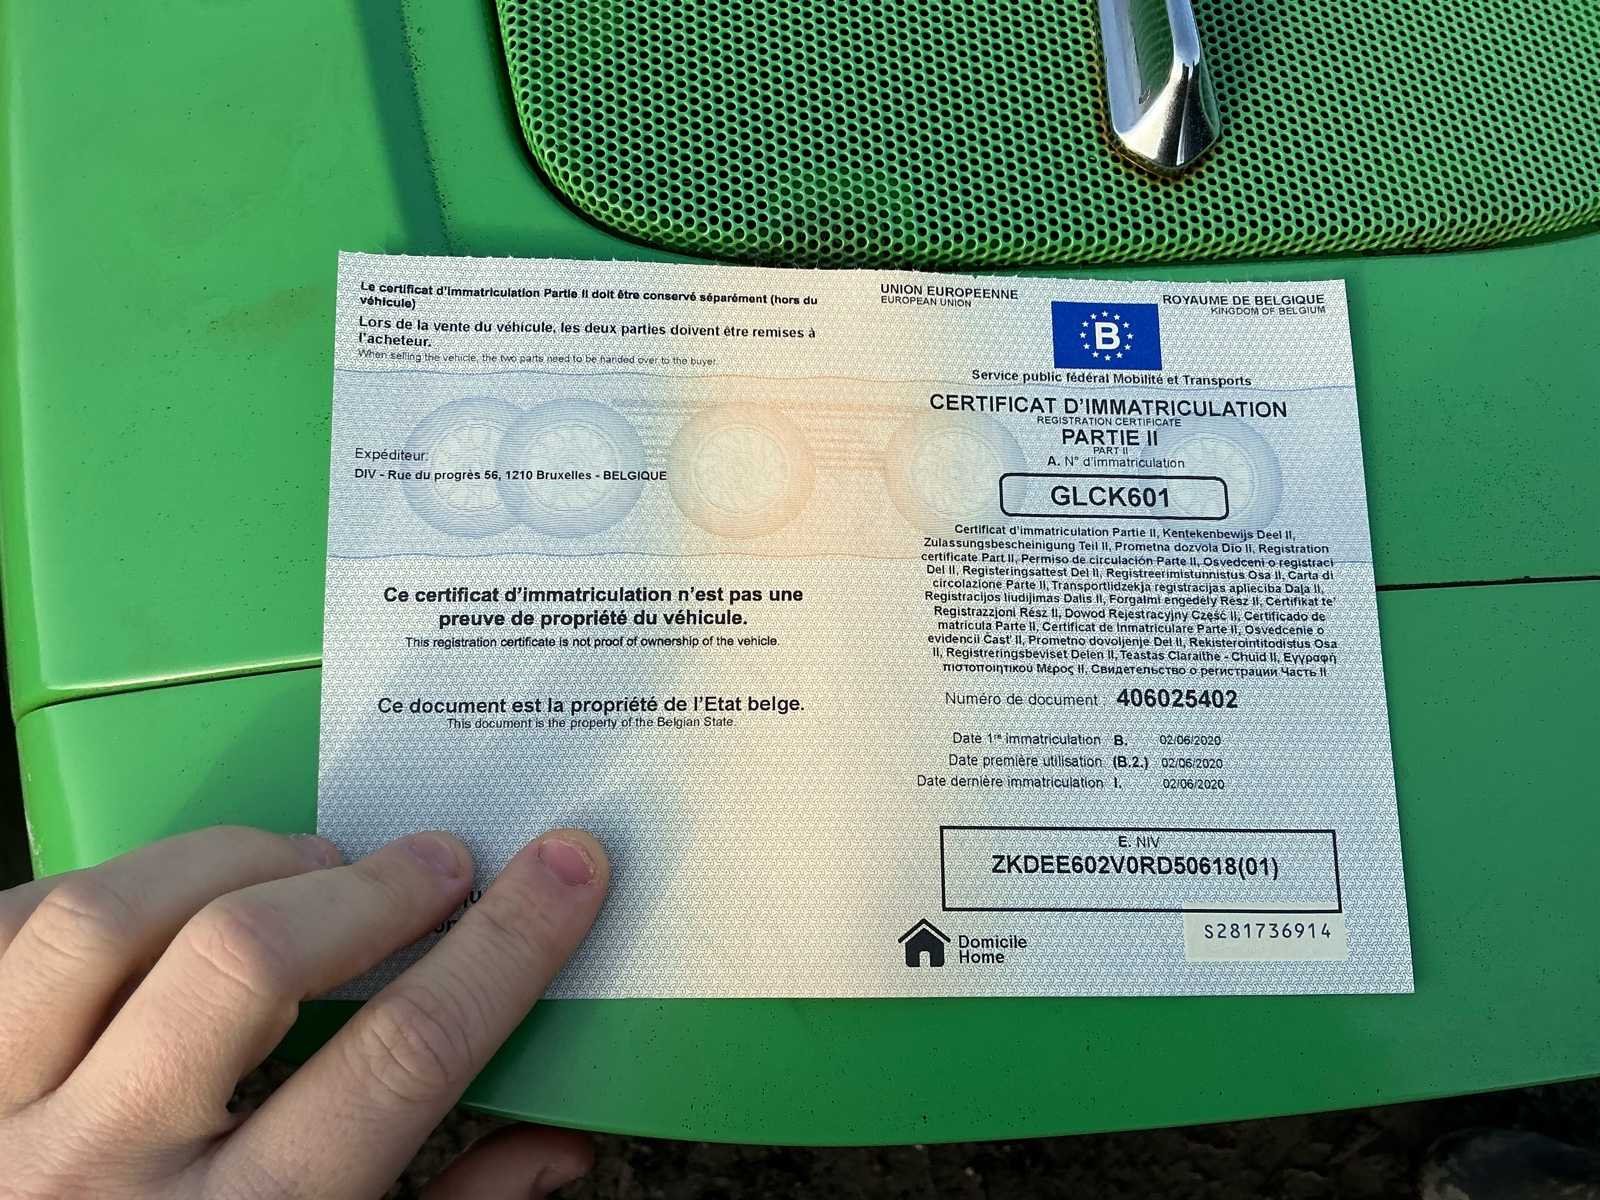 Le certificat d'immatriculation Partie II doit être conservé séparément (hors du
véhicule)
Lors de la vente du véhicule, les deux parties doivent être remises à
l'acheteur.
When selling the vehicle, the two parts need to be handed over to the buyer.
Expéditeur:
DIV - Rue du progrès 56, 1210 Bruxelles - BELGIQUE
Ce certificat d'immatriculation n'est pas une
preuve de propriété du véhicule.
This registration certificate is not proof of ownership of the vehicle.
Ce document est la propriété de l'Etat belge.
This document is the property of the Belgian State.
UNION EUROPEENNE
EUROPEAN UNION
ROYAUME DE BELGIQUE
KINGDOM OF BELGIUM
B
Service public fédéral Mobilité et Transports
CERTIFICAT D'IMMATRICULATION
REGISTRATION CERTIFICATE
PARTIE II
PART II
A. N° d'immatriculation
GLCK601
Certificat d'immatriculation Partie II, Kentekenbewijs Deel II,
Zulassungsbescheinigung Teil II, Prometna dozvola Dio II, Registration
certificate Part II, Permiso de circulación Parte II, Osvedceni o registraci
Del II, Registeringsattest Del II, Registreerimistunnistus Osa II, Carta di
circolazione Parte II, Transportlidzekja registracijas aplieciba Daļa II,
Registracijos liudijimas Dalis II, Forgalmi engedély Rész II, Certifikat te'
Registrazzjoni Rész II, Dowod Rejestracyjny Część II, Certificado de
matricula Parte II, Certificat de Inmatriculare Parte II, Osvedcenie o
evidencii Cast' II, Prometno dovoljenje Del II, Rekisterointitodistus Osa
II, Registreringsbeviset Delen II, Teastas Claraithe - Chuid II, Εγγραφή
πιστοποιητικού Μέρος II, Свидетельство о регистрации Часть II
Numéro de document 406025402
Date 1re immatriculation B. 02/06/2020
Date première utilisation (B.2.) 02/06/2020
Date dernière immatriculation I. 02/06/2020
E. NIV
ZKDEE602V0RD50618(01)
S281736914
Domicile
Home